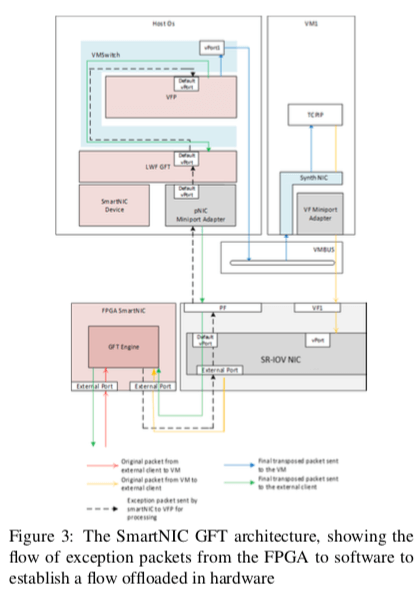 Host Os
VM1
VMSwitch
vPort1
Default
vPort
VFP
TCP/IP
Default
vPort
LWF GFT
Synth NIC
SmartNIC
Device
Default
vPort
pNIC
Miniport Adapter
VF Miniport
Adapter
VMBUS
FPGA SmartNIC
PF
VF1
GFT Engine
Default
vPort
vPort
SR-IOV NIC
External Port
External Port
External Port
Original packet from
external client to VM
Final transposed packet sent
to the VM
Original packet from VM to
external client
Final transposed packet sent
to the external client
Exception packet sent by
smartNIC to VFP for
processing
Figure 3: The SmartNIC GFT architecture, showing the
flow of exception packets from the FPGA to software to
establish a flow offloaded in hardware